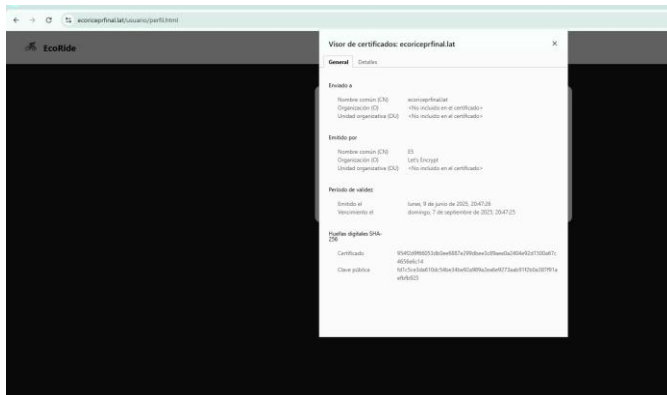 ecoriceprfinal.lat/usuario/perfil.html
EcoRide
Visor de certificados: ecoriceprfinal.lat
General Detalles
Enviado a
Nombre común (CN) ecoriceprfinal.lat
Organización (O) <No incluido en el certificado>
Unidad organizativa (OU) <No incluido en el certificado>
Emitido por
Nombre común (CN) E5
Organización (O) Let's Encrypt
Unidad organizativa (OU) <No incluido en el certificado>
Período de validez
Emitido el lunes, 9 de junio de 2025, 20:47:26
Vencimiento el domingo, 7 de septiembre de 2025, 20:47:25
Huellas digitales SHA-
256
Certificado
Clave pública